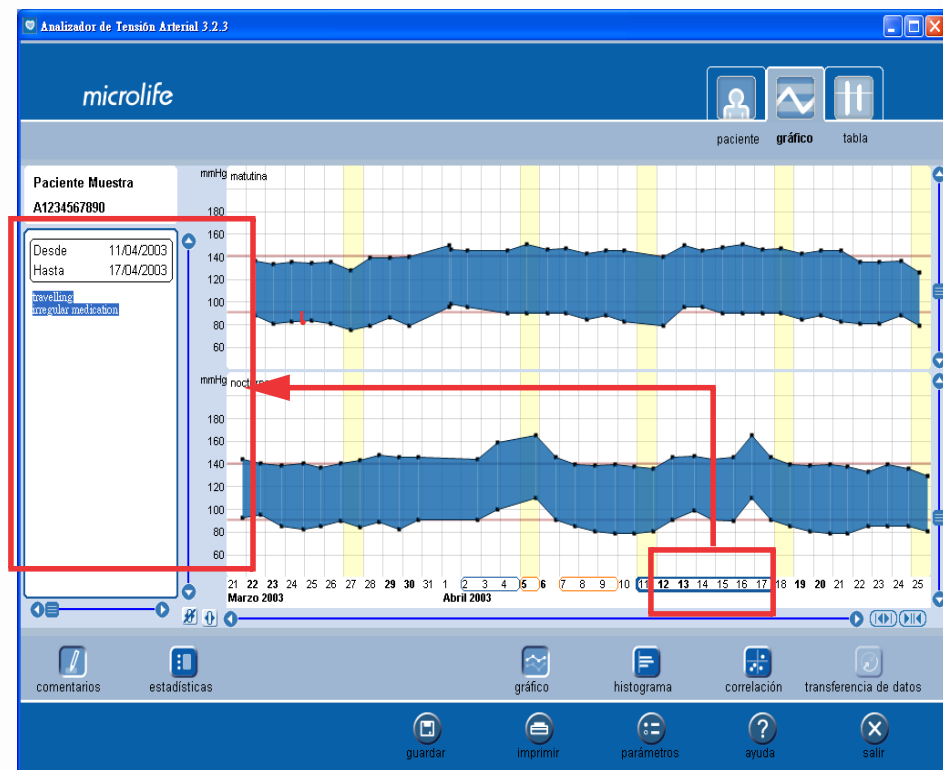 Analizador de Tensión Arterial 3.2.3
microlife
paciente gráfico tabla
Paciente Muestra
A1234567890
Desde 11/04/2003
Hasta 17/04/2003
travelling
irregular medication
mmHg matutina
180
160
140
120
100
80
60
mmHg
180
160
140
120
100
80
60
21 22 23 24 25 26 27 28 29 30 31 1 2 3 4 5 6 7 8 9 10 11 12 13 14 15 16 17 18 19 20 21 22 23 24 25
Marzo 2003 Abril 2003
comentarios estadísticas gráfico histograma correlación transferencia de datos
guardar imprimir parámetros ayuda salir